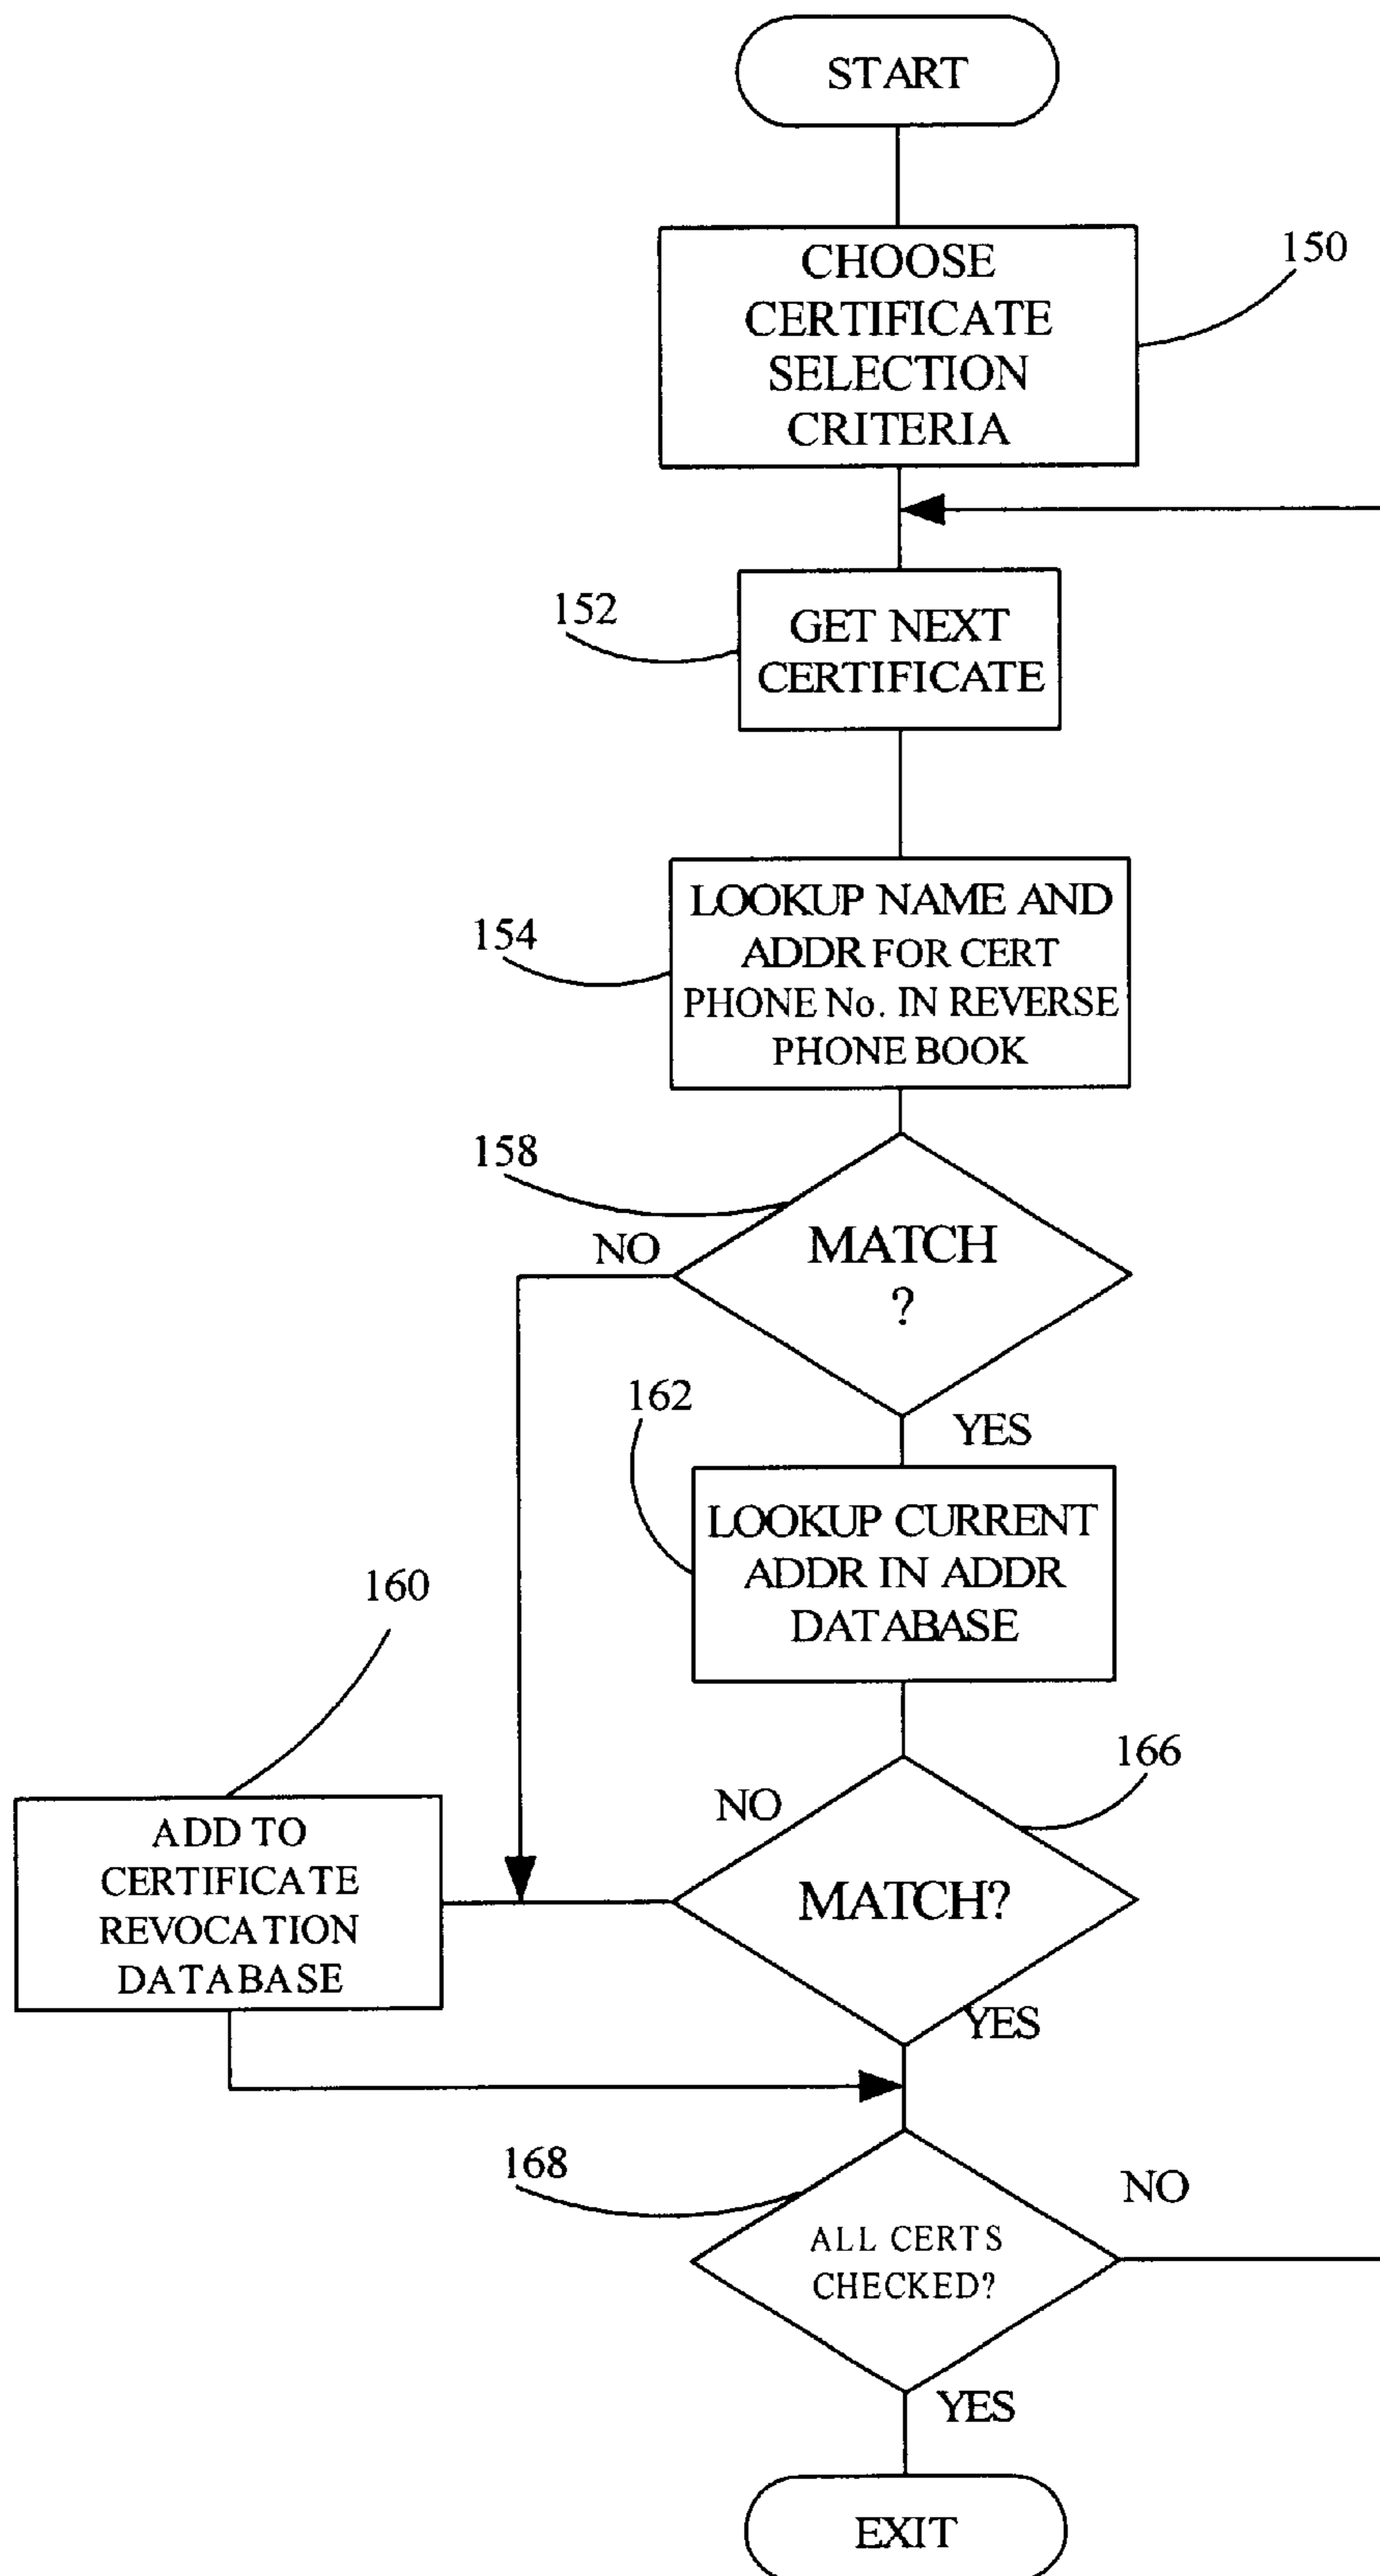 START
CHOOSE
CERTIFICATE
SELECTION
CRITERIA
150
152
GET NEXT
CERTIFICATE
154
LOOKUP NAME AND
ADDR FOR CERT
PHONE No. IN REVERSE
PHONE BOOK
158
NO
MATCH
?
YES
162
LOOKUP CURRENT
ADDR IN ADDR
DATABASE
160
ADD TO
CERTIFICATE
REVOCATION
DATABASE
NO
166
MATCH?
YES
168
ALL CERTS
CHECKED?
NO
YES
EXIT